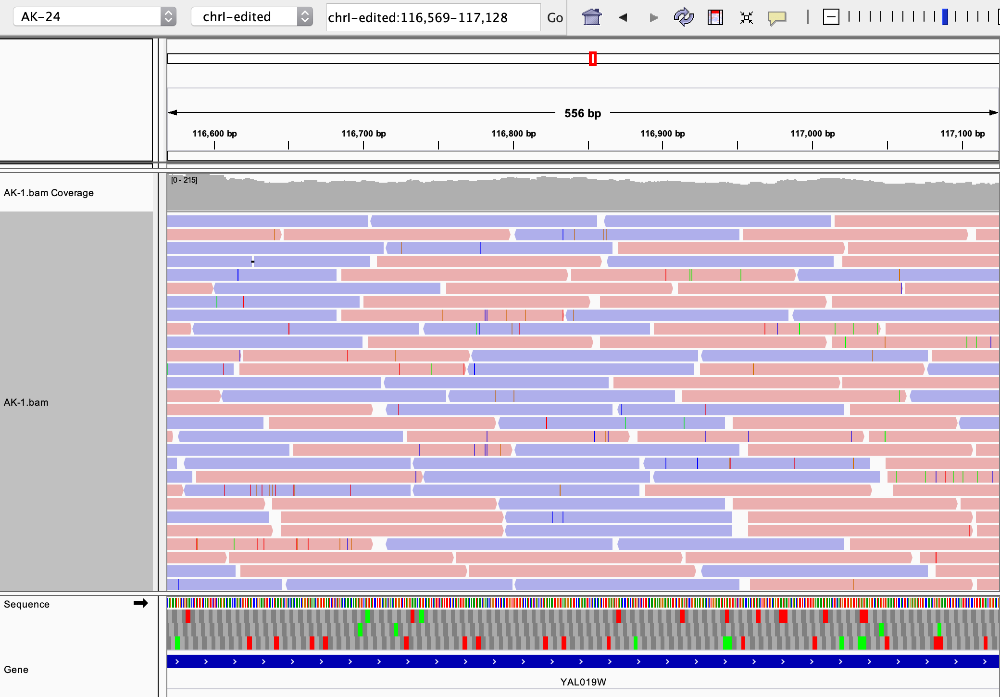 AK-24 chrI-edited chrI-edited:116,569-117,128 Go
556 bp
116,600 bp 116,700 bp 116,800 bp 116,900 bp 117,000 bp 117,100 bp
[0 - 215]
AK-1.bam Coverage
AK-1.bam
Sequence
Gene
YAL019W